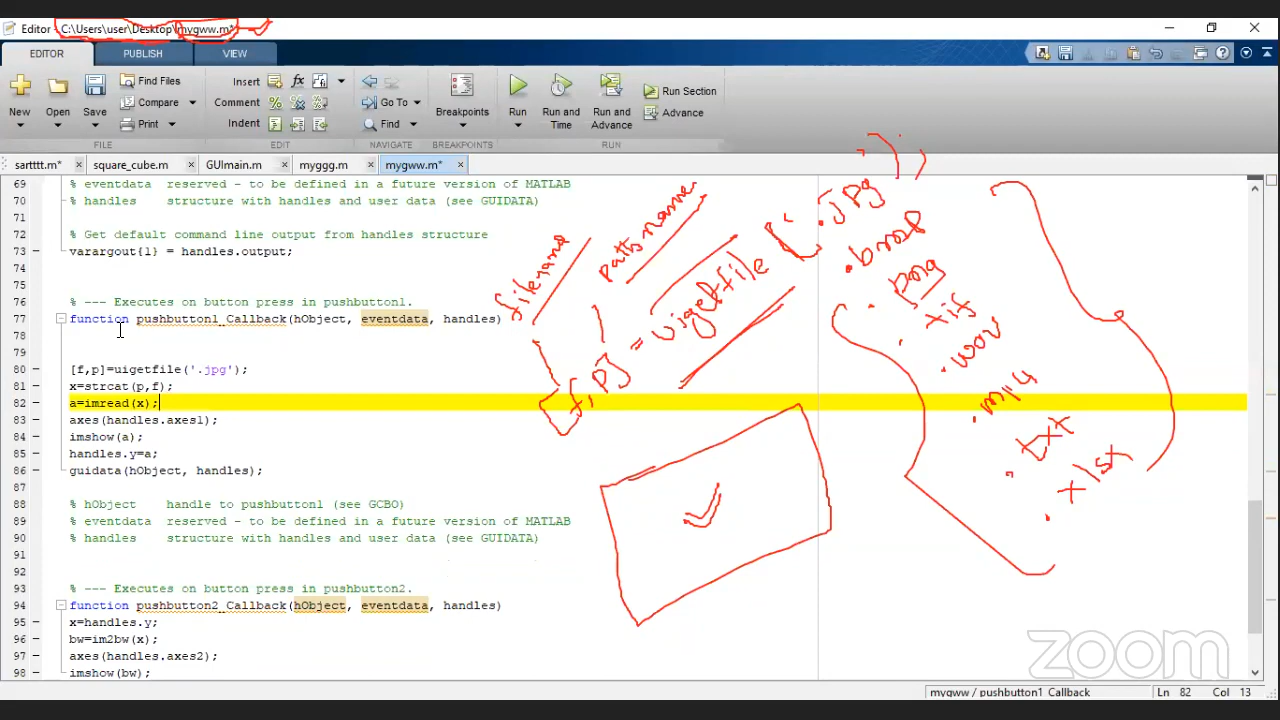 Editor - C:\Users\user\Desktop\mygww.m*
EDITOR PUBLISH VIEW
New Open Save Find Files Compare Print
Insert Comment Indent
Go To Find
Breakpoints
Run Run and Time Run and Advance Run Section Advance
FILE EDIT NAVIGATE BREAKPOINTS RUN
sartttt.m* square_cube.m GUImain.m myggg.m mygww.m*
69 % eventdata reserved - to be defined in a future version of MATLAB
70 % handles structure with handles and user data (see GUIDATA)
71
72 % Get default command line output from handles structure
73 varargout{1} = handles.output;
74
75
76 % --- Executes on button press in pushbutton1.
77 function pushbutton1_Callback(hObject, eventdata, handles)
78
79
80 [f,p]=uigetfile('.jpg');
81 x=strcat(p,f);
82 a=imread(x);
83 axes(handles.axes1);
84 imshow(a);
85 handles.y=a;
86 guidata(hObject, handles);
87
88 % hObject handle to pushbutton1 (see GCBO)
89 % eventdata reserved - to be defined in a future version of MATLAB
90 % handles structure with handles and user data (see GUIDATA)
91
92
93 % --- Executes on button press in pushbutton2.
94 function pushbutton2_Callback(hObject, eventdata, handles)
95 x=handles.y;
96 bw=im2bw(x);
97 axes(handles.axes2);
98 imshow(bw);
filename
pathname
[f,p] = uigetfile('.jpg');
.bmp
.png
.tif
.wav
.mp4
.txt
.xlsx
zoom
mygww / pushbutton1_Callback Ln 82 Col 13